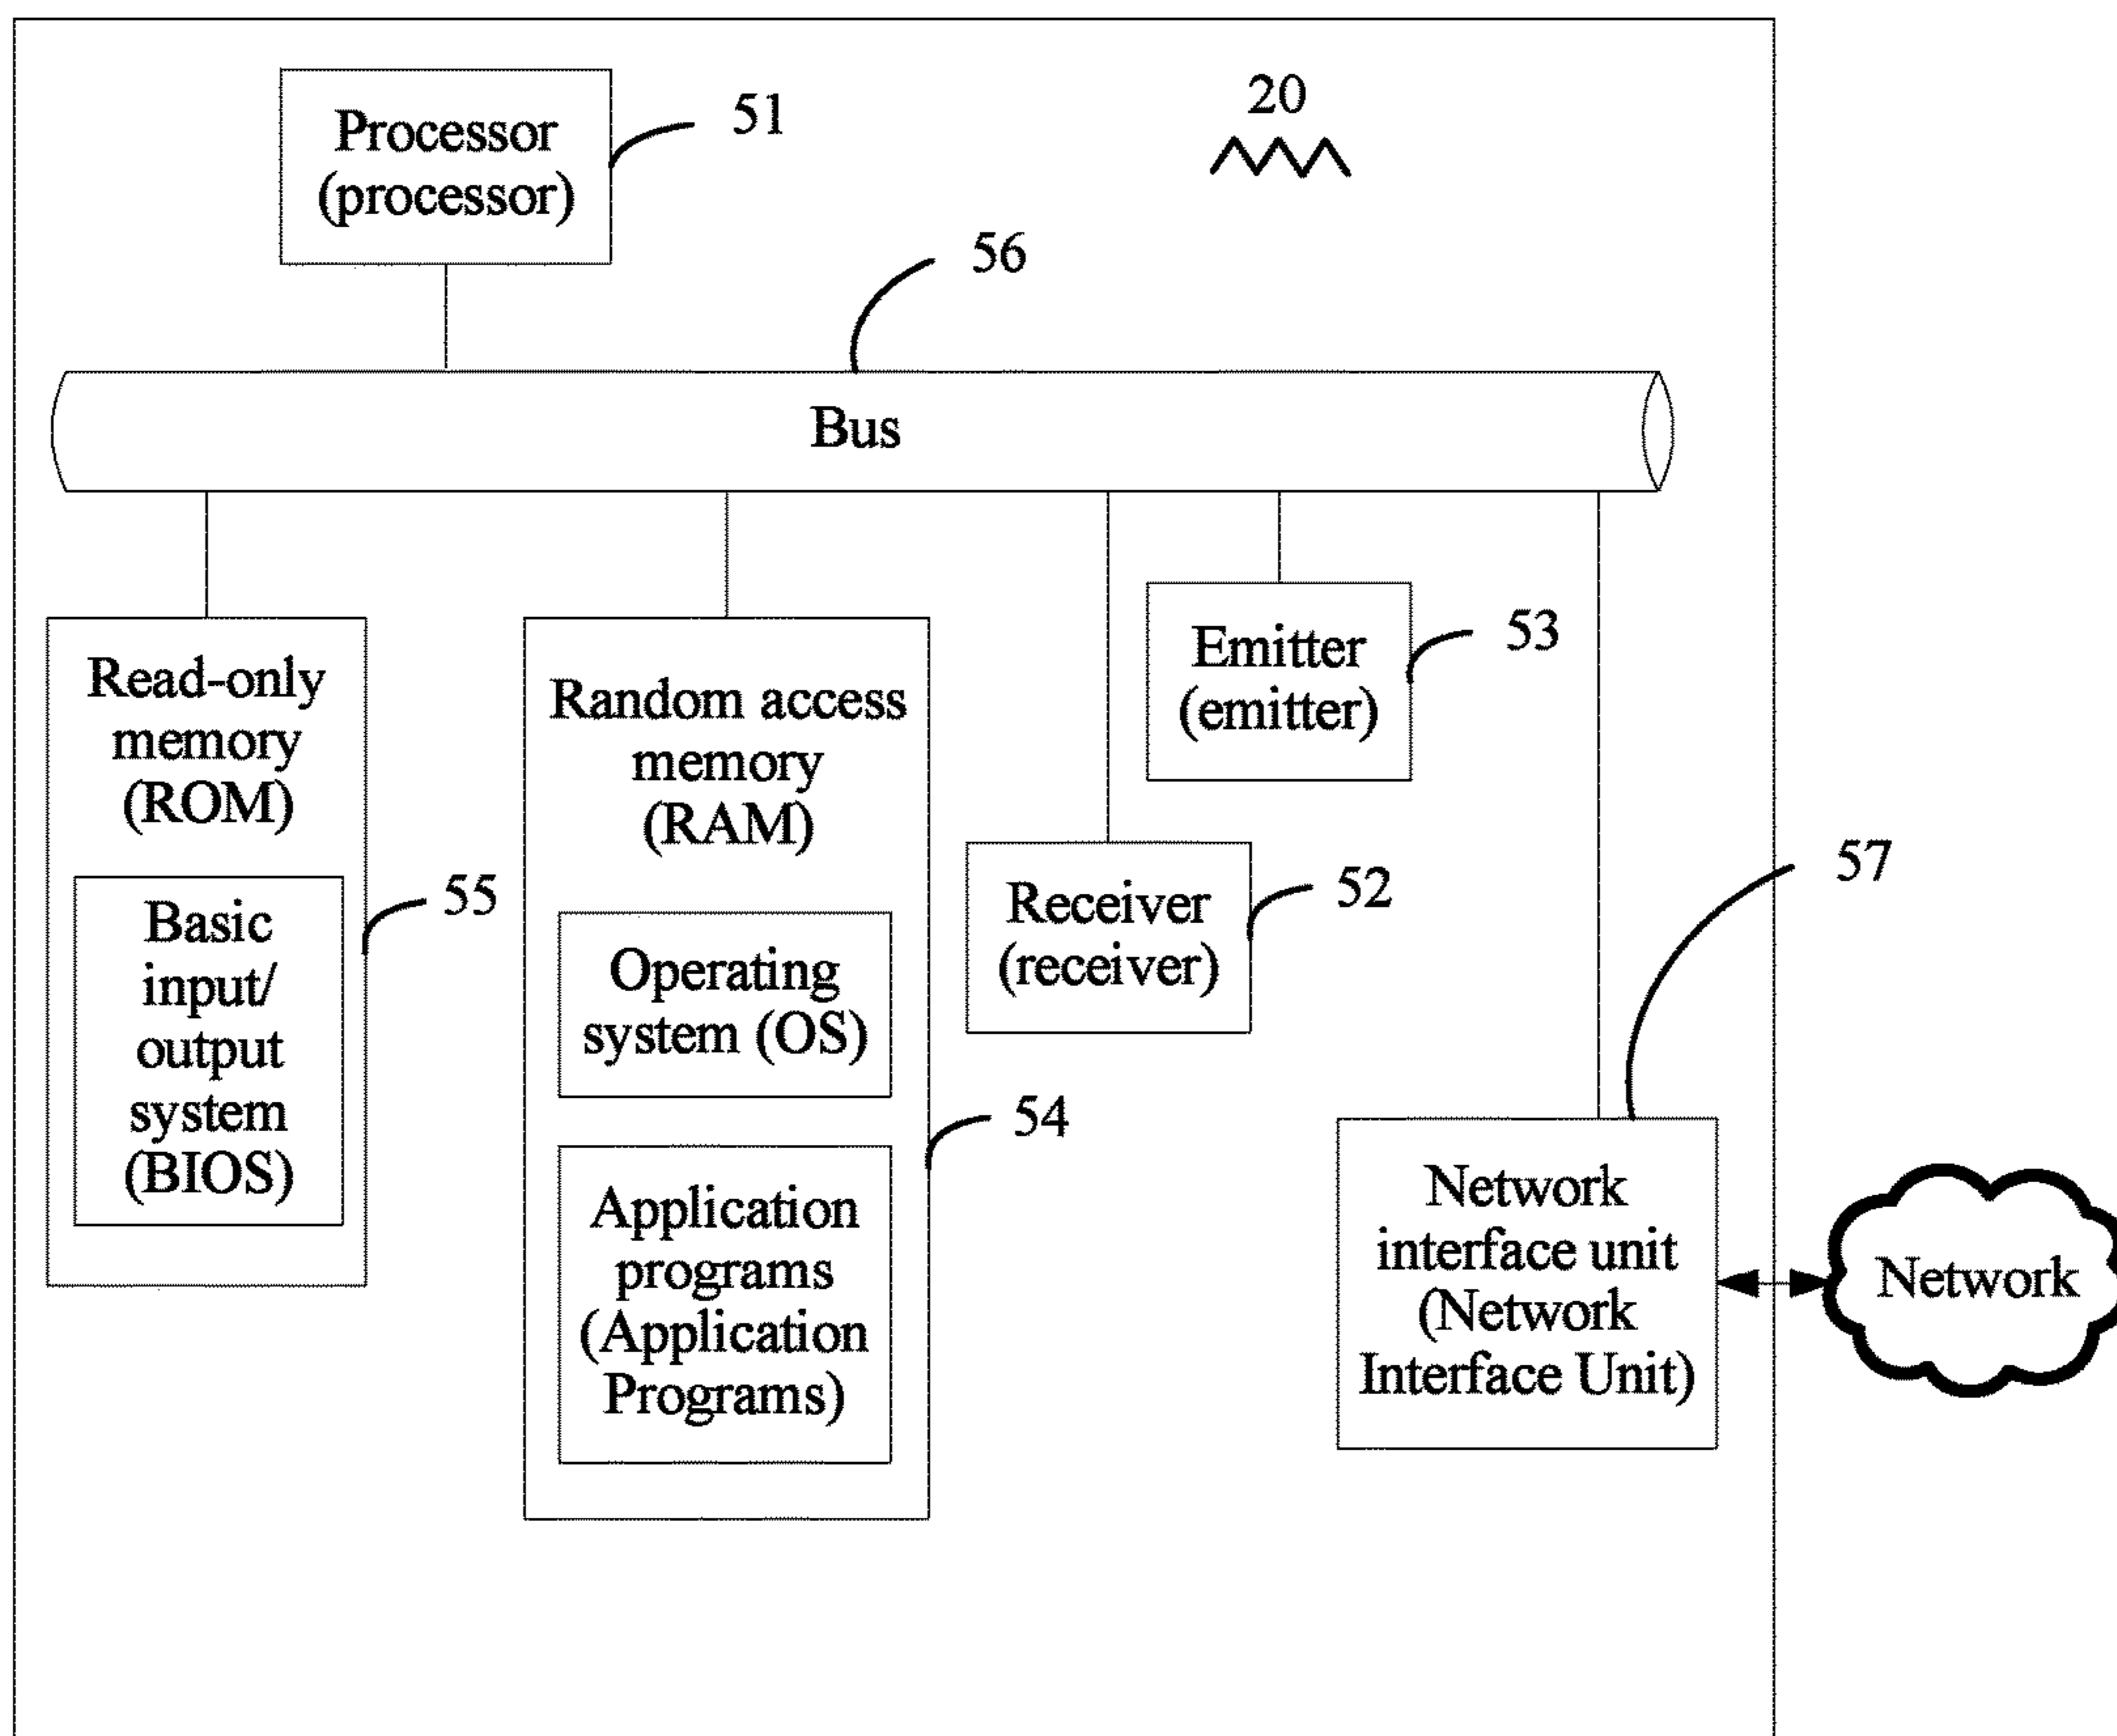 Processor
(processor)
51
20
56
Bus
Read-only
memory
(ROM)
Basic
input/
output
system
(BIOS)
55
Random access
memory
(RAM)
Operating
system (OS)
Application
programs
(Application
Programs)
54
Receiver
(receiver)
52
Emitter
(emitter)
53
57
Network
interface unit
(Network
Interface Unit)
Network